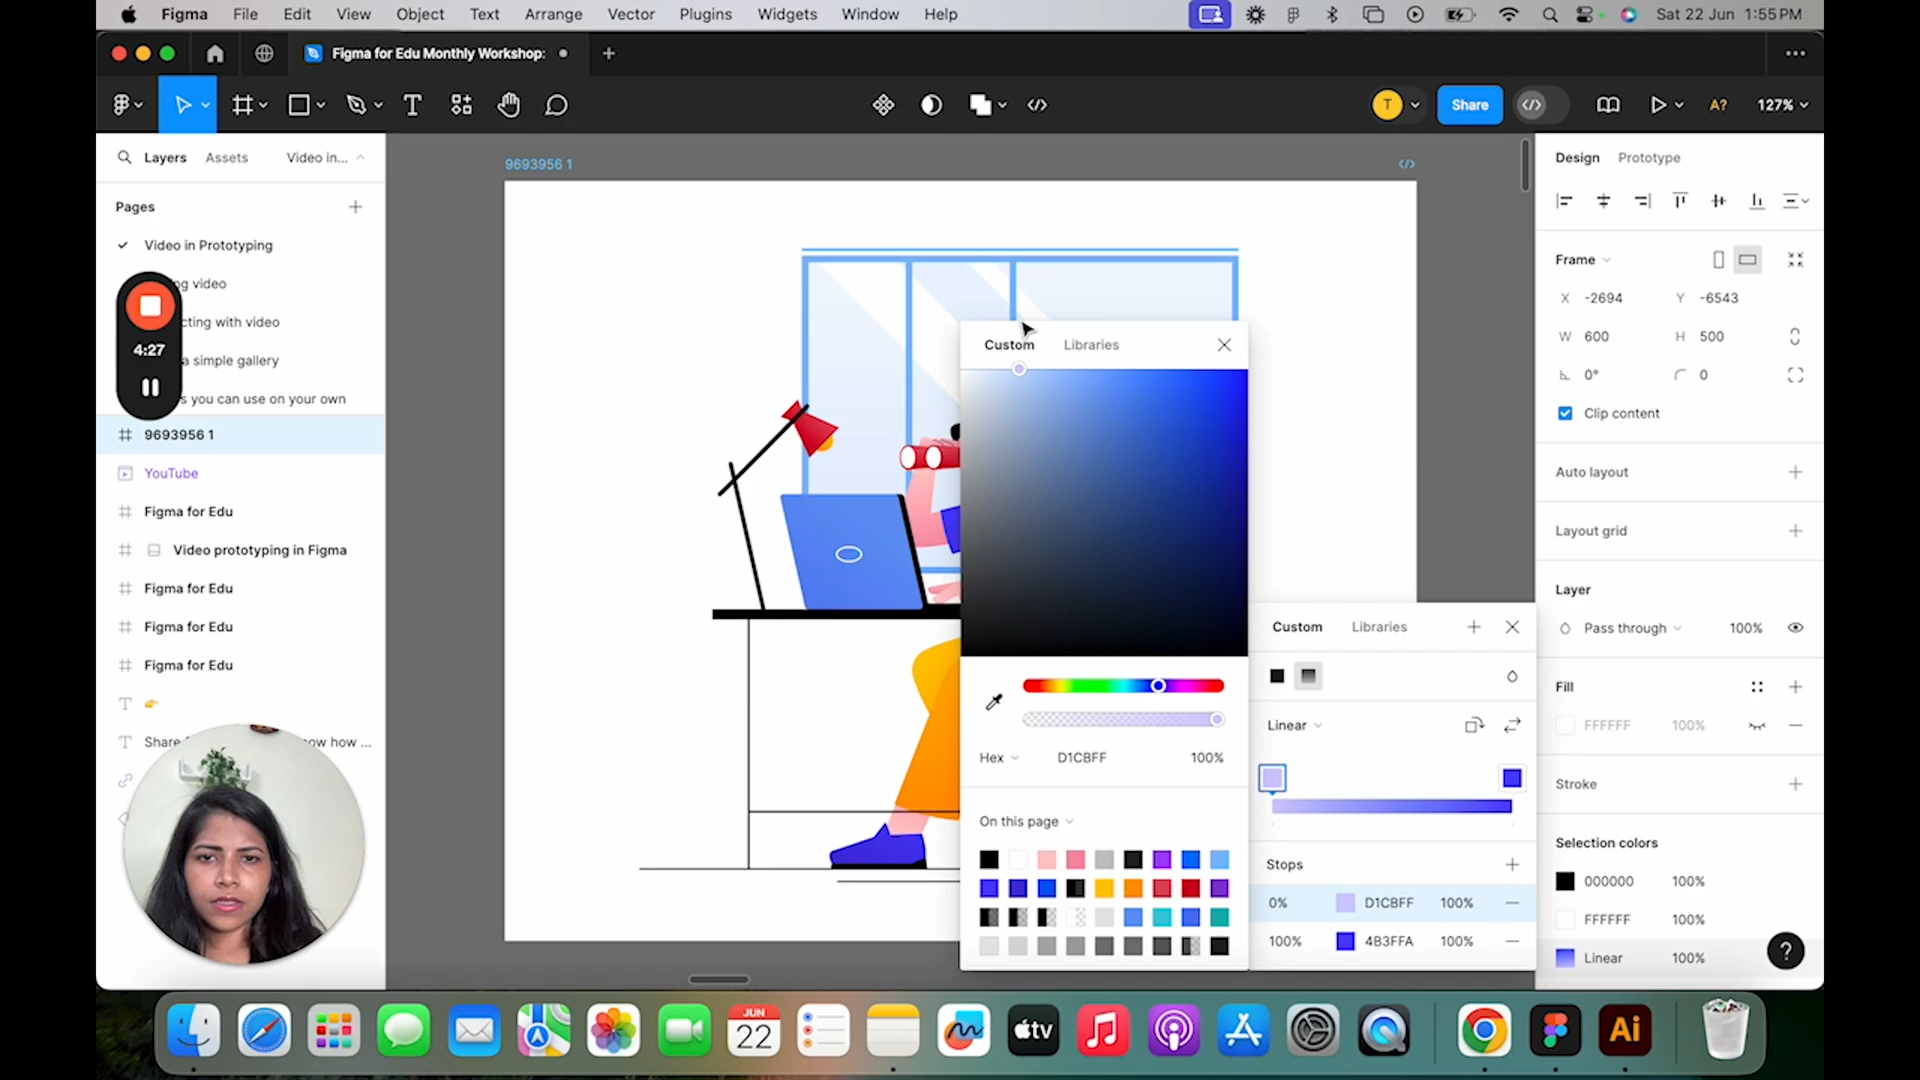 Figma File Edit View Object Text Arrange Vector Plugins Widgets Window Help
Sat 22 Jun 1:55 PM
Figma for Edu Monthly Workshop:
T Share A? 127%
Layers Assets Video in...
Pages
Video in Prototyping
ng video
4:27
cting with video
a simple gallery
s you can use on your own
9693956 1
YouTube
Figma for Edu
Video prototyping in Figma
Figma for Edu
Figma for Edu
Figma for Edu
Share
ow how ...
9693956 1
Custom Libraries
Hex D1CBFF 100%
On this page
Custom Libraries
Linear
Stops
0% D1CBFF 100%
100% 4B3FFA 100%
Design Prototype
Frame
X -2694 Y -6543
W 600 H 500
0° 0
Clip content
Auto layout
Layout grid
Layer
Pass through 100%
Fill
FFFFFF 100%
Stroke
Selection colors
000000 100%
FFFFFF 100%
Linear 100%
?
JUN
22
tv
Ai